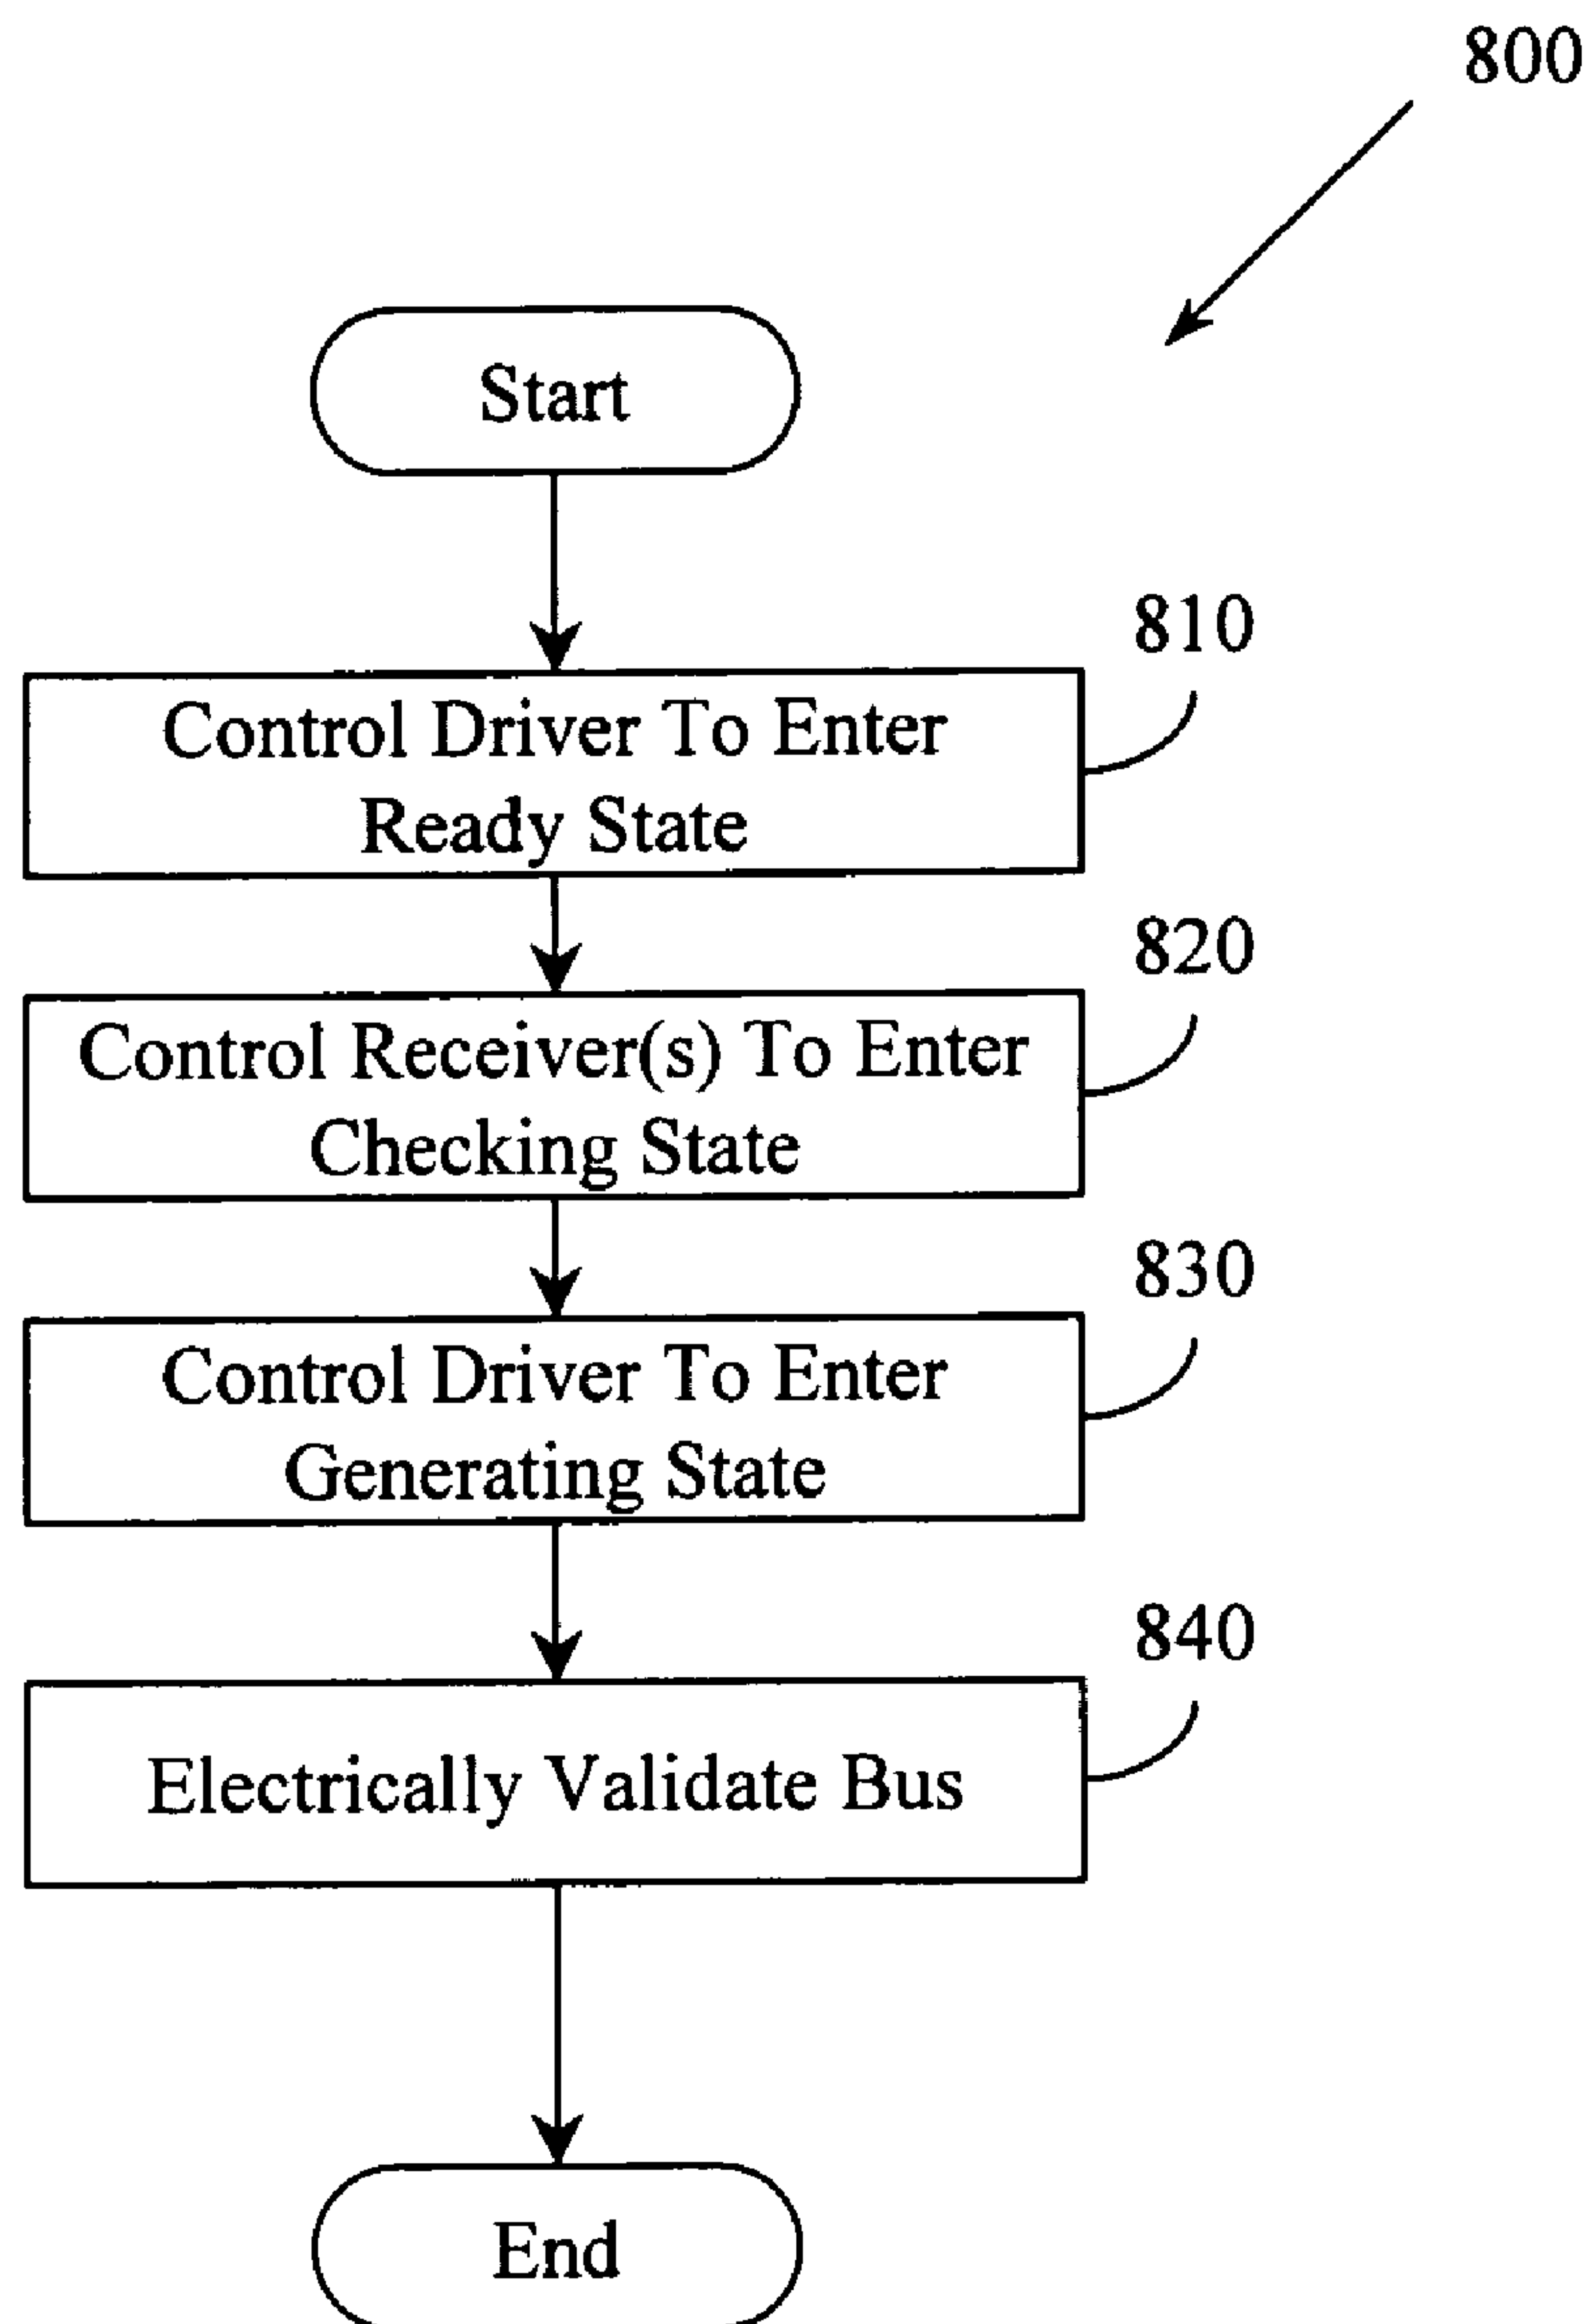 800
Start
810
Control Driver To Enter
Ready State
820
Control Receiver(s) To Enter
Checking State
830
Control Driver To Enter
Generating State
840
Electrically Validate Bus
End